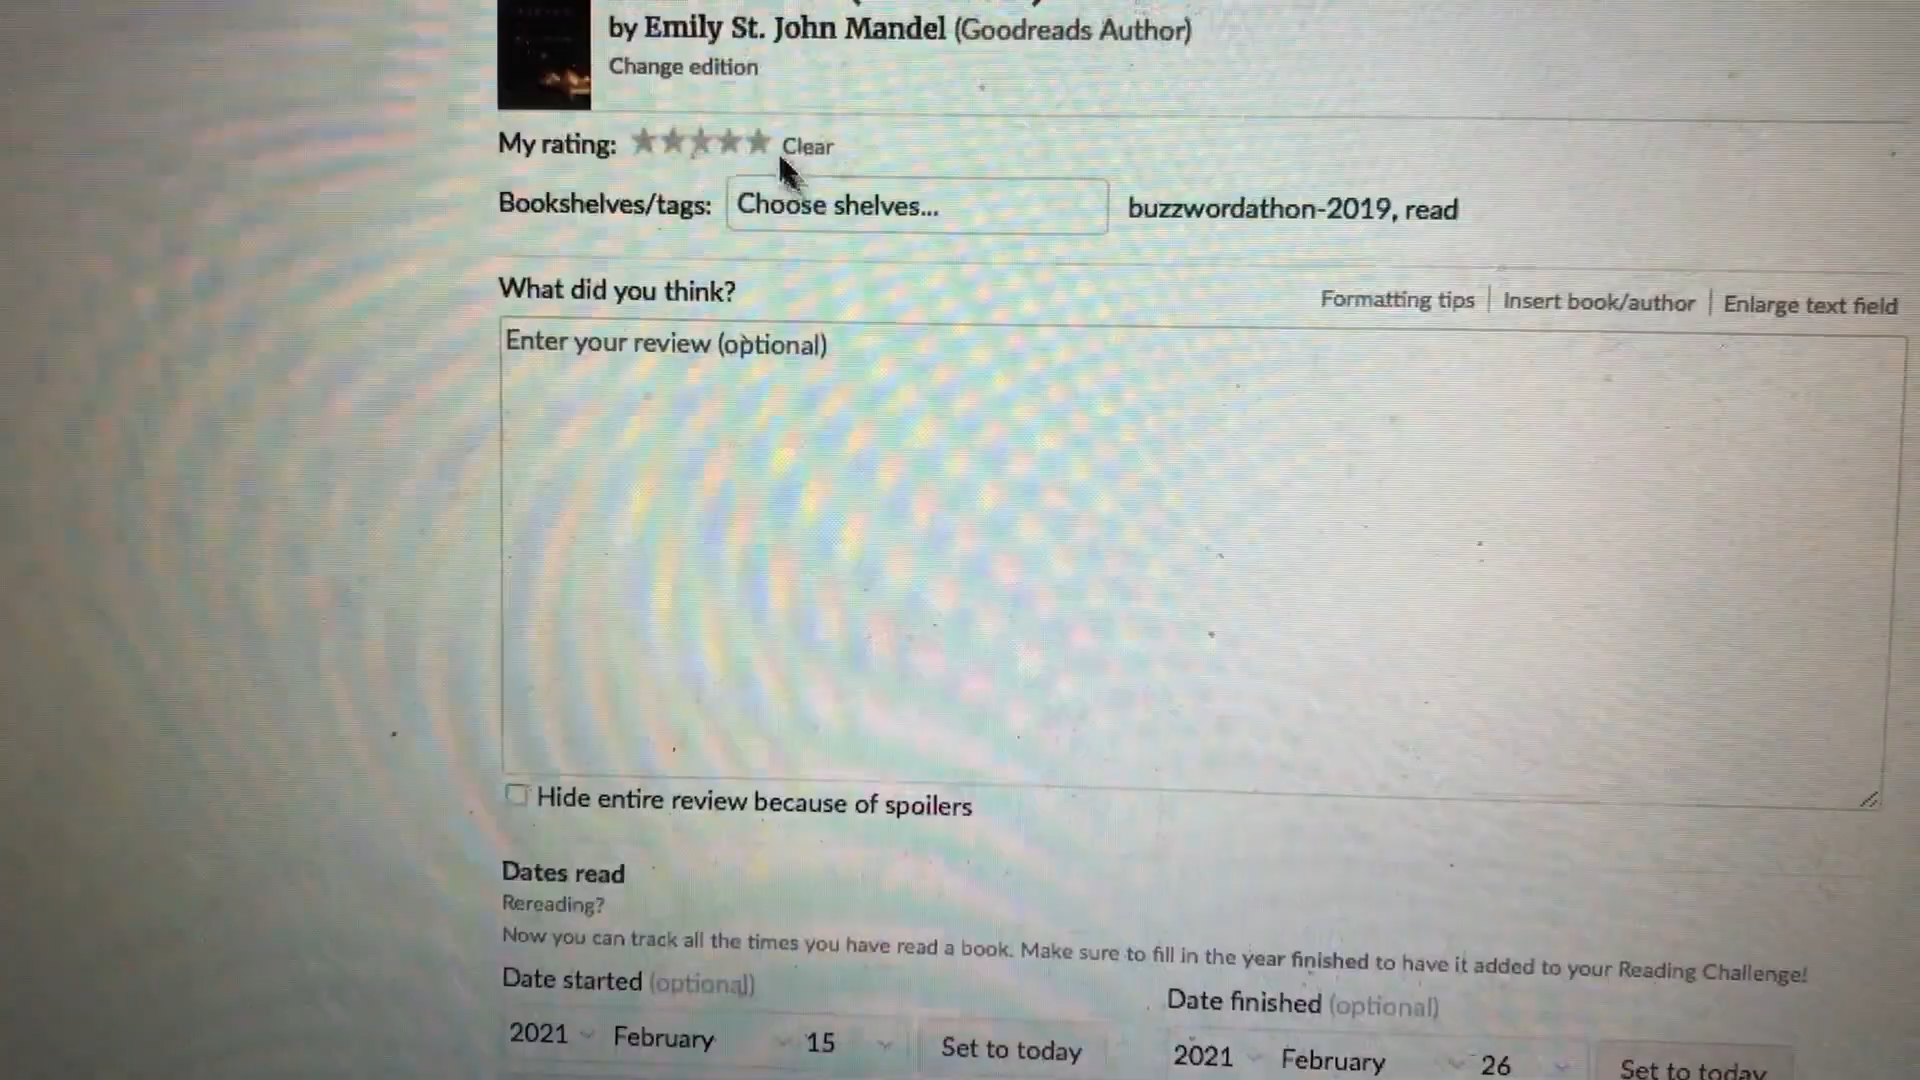 by Emily St. John Mandel (Goodreads Author)
Change edition
My rating: Clear
Bookshelves/tags: Choose shelves... buzzwordathon-2019, read
What did you think? Formatting tips | Insert book/author | Enlarge text field
Enter your review (optional)
Hide entire review because of spoilers
Dates read
Rereading?
Now you can track all the times you have read a book. Make sure to fill in the year finished to have it added to your Reading Challenge!
Date started (optional) Date finished (optional)
2021 February 15 Set to today 2021 February 26 Set to today